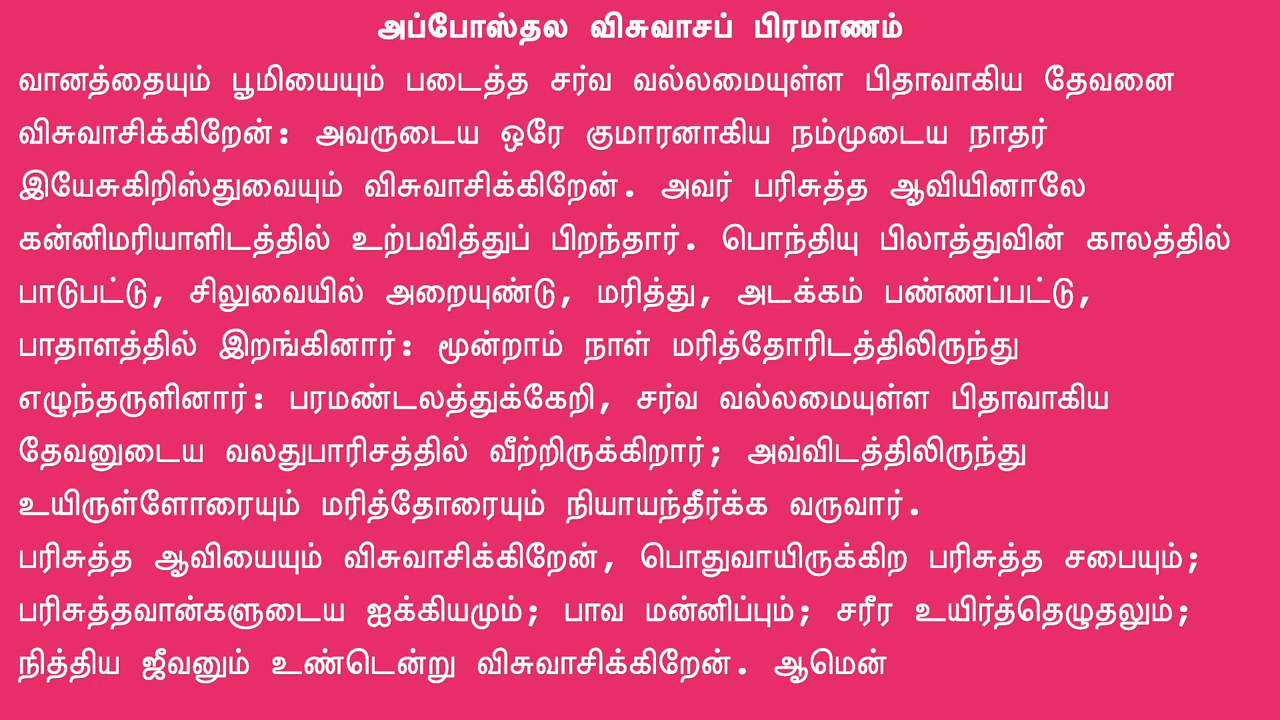 அப்போஸ்தல விசுவாசப் பிரமாணம்
வானத்தையும் பூமியையும் படைத்த சர்வ வல்லமையுள்ள பிதாவாகிய தேவனை
விசுவாசிக்கிறேன்: அவருடைய ஒரே குமாரனாகிய நம்முடைய நாதர்
இயேசுகிறிஸ்துவையும் விசுவாசிக்கிறேன். அவர் பரிசுத்த ஆவியினாலே
கன்னிமரியாளிடத்தில் உற்பவித்துப் பிறந்தார். பொந்தியு பிலாத்துவின் காலத்தில்
பாடுபட்டு, சிலுவையில் அறையுண்டு, மரித்து, அடக்கம் பண்ணப்பட்டு,
பாதாளத்தில் இறங்கினார்: மூன்றாம் நாள் மரித்தோரிடத்திலிருந்து
எழுந்தருளினார்: பரமண்டலத்துக்கேறி, சர்வ வல்லமையுள்ள பிதாவாகிய
தேவனுடைய வலதுபாரிசத்தில் வீற்றிருக்கிறார்; அவ்விடத்திலிருந்து
உயிருள்ளோரையும் மரித்தோரையும் நியாயந்தீர்க்க வருவார்.
பரிசுத்த ஆவியையும் விசுவாசிக்கிறேன், பொதுவாயிருக்கிற பரிசுத்த சபையும்;
பரிசுத்தவான்களுடைய ஐக்கியமும்; பாவ மன்னிப்பும்; சரீர உயிர்த்தெழுதலும்;
நித்திய ஜீவனும் உண்டென்று விசுவாசிக்கிறேன். ஆமென்